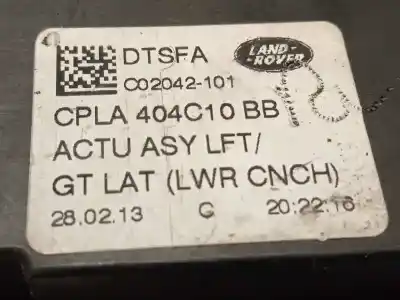 DTSFA
LAND-
ROVER
C02042-101
CPLA 404C10 BB
ACTU ASY LFT/
GT LAT (LWR CNCH)
28.02.13 G 20:22:16